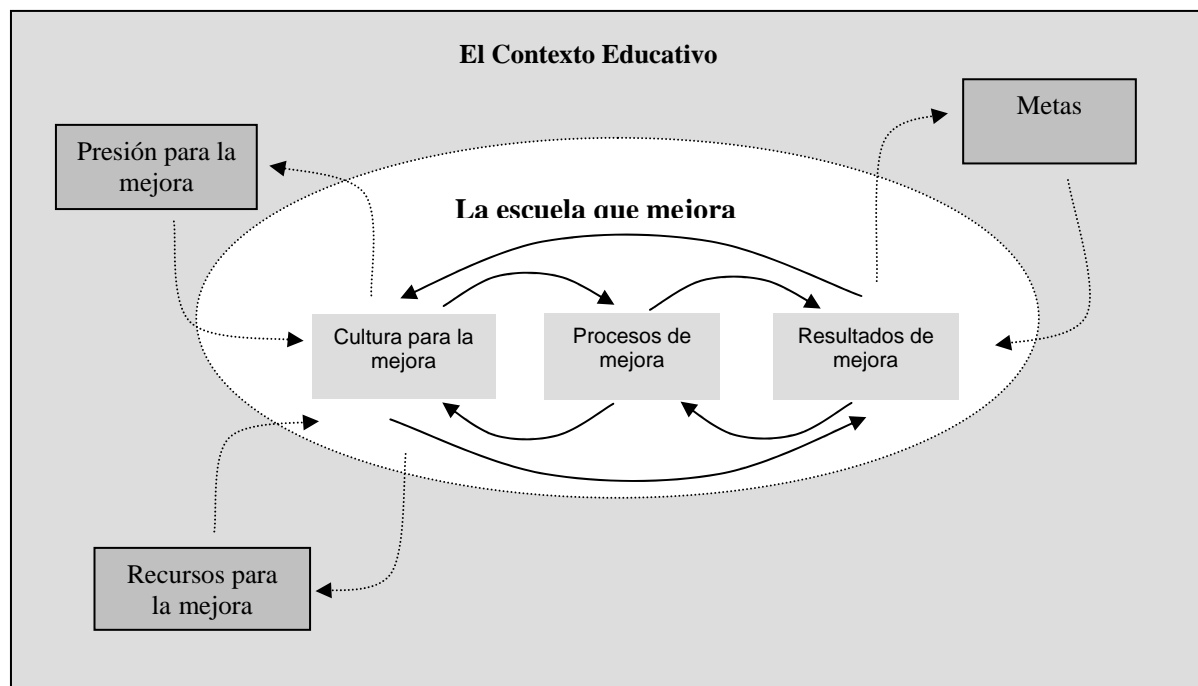 El Contexto Educativo
Metas
Presión para la
mejora
La escuela que mejora
Cultura para la
mejora
Procesos de
mejora
Resultados de
mejora
Recursos para
la mejora